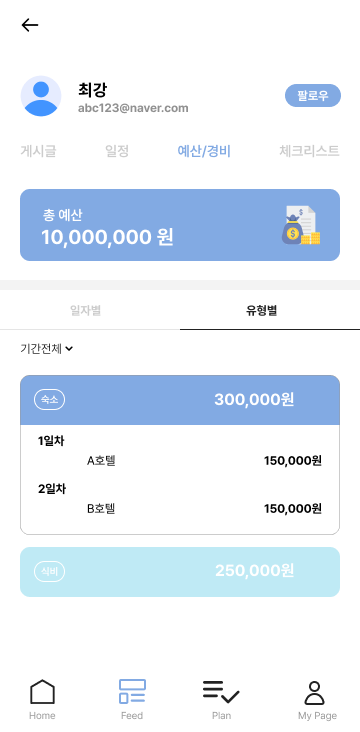 최강
abc123@naver.com
팔로우
게시글 일정 예산/경비 체크리스트
총 예산
10,000,000 원
$
$
일자별 유형별
기간전체
숙소 300,000원
1일차
A호텔 150,000원
2일차
B호텔 150,000원
식비 250,000원
Home Feed Plan My Page